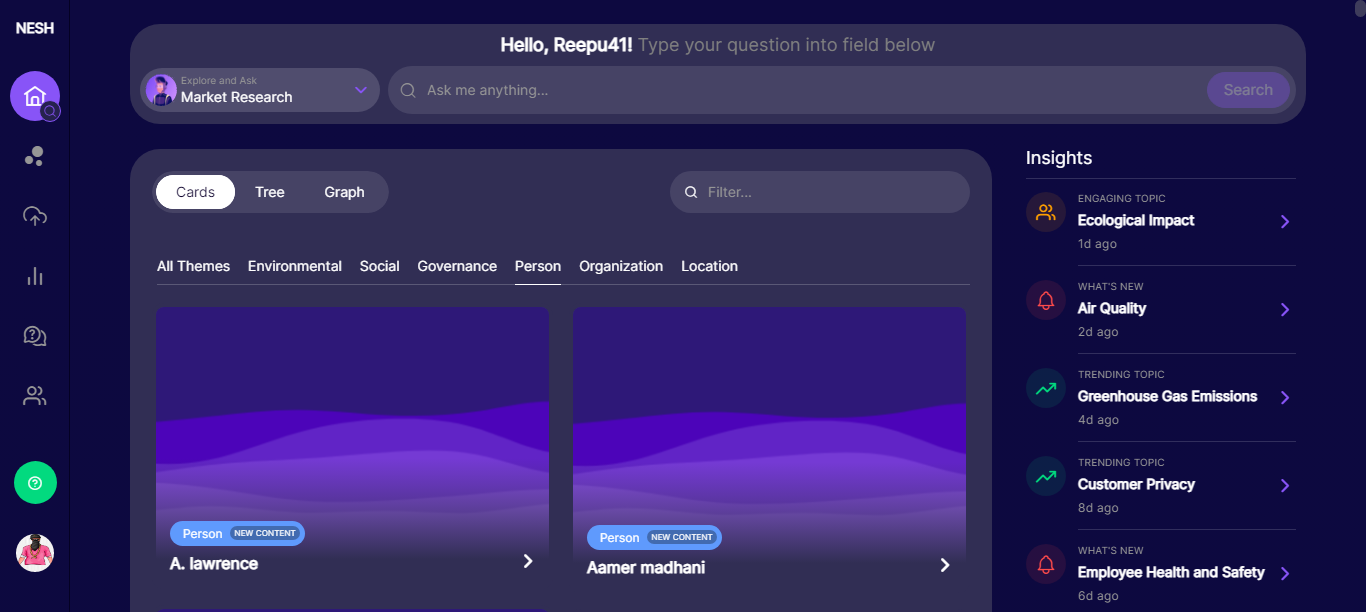 NESH
Hello, Reepu41! Type your question into field below
Explore and Ask
Market Research
Ask me anything...
Search
Cards
Tree
Graph
Filter...
All Themes
Environmental
Social
Governance
Person
Organization
Location
Person
NEW CONTENT
A. lawrence
Person
NEW CONTENT
Aamer madhani
Insights
ENGAGING TOPIC
Ecological Impact
1d ago
WHAT'S NEW
Air Quality
2d ago
TRENDING TOPIC
Greenhouse Gas Emissions
4d ago
TRENDING TOPIC
Customer Privacy
8d ago
WHAT'S NEW
Employee Health and Safety
6d ago